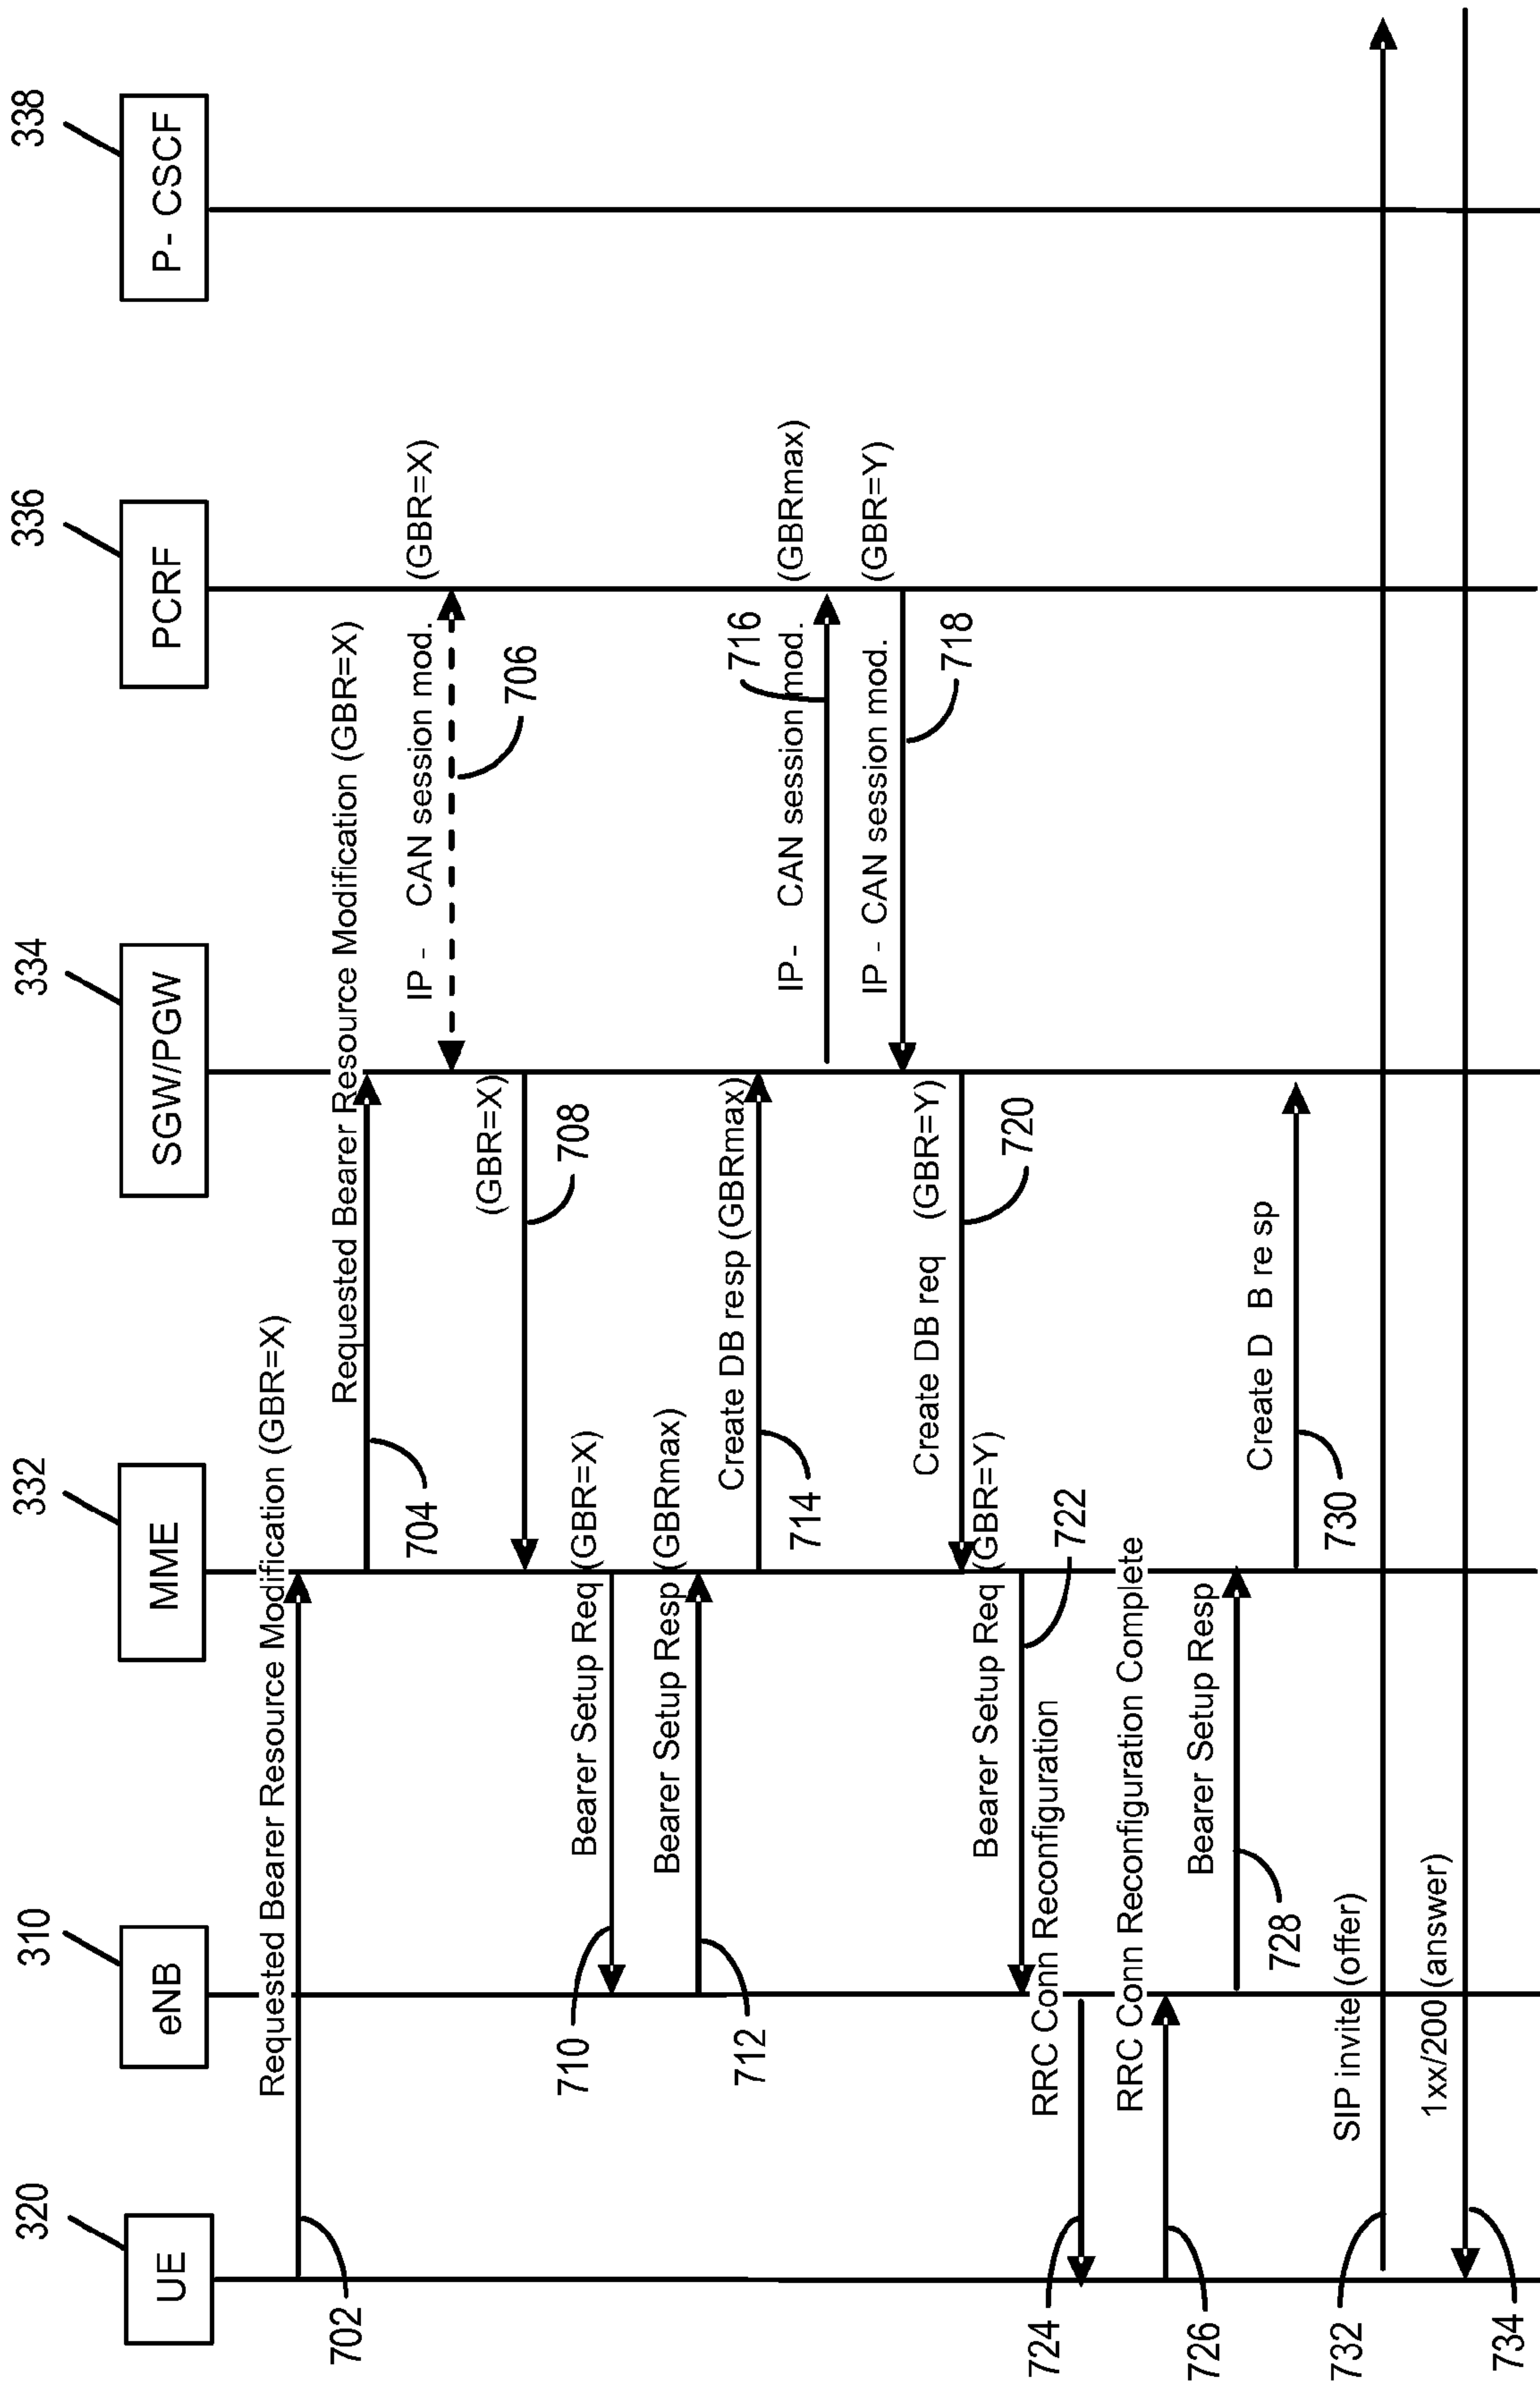 320
310
332
334
336
338
UE
eNB
MME
SGW/PGW
PCRF
P- CSCF
Requested Bearer Resource Modification (GBR=X)
702
Requested Bearer Resource Modification (GBR=X)
704
IP - CAN session mod. (GBR=X)
706
(GBR=X)
708
Bearer Setup Req (GBR=X)
710
Bearer Setup Resp (GBRmax)
712
Create DB resp (GBRmax)
714
IP- CAN session mod. (GBRmax)
716
IP - CAN session mod. (GBR=Y)
718
Create DB req (GBR=Y)
720
Bearer Setup Req (GBR=Y)
722
RRC Conn Reconfiguration
724
RRC Conn Reconfiguration Complete
726
Bearer Setup Resp
728
Create D B re sp
730
SIP invite (offer)
732
1xx/200 (answer)
734